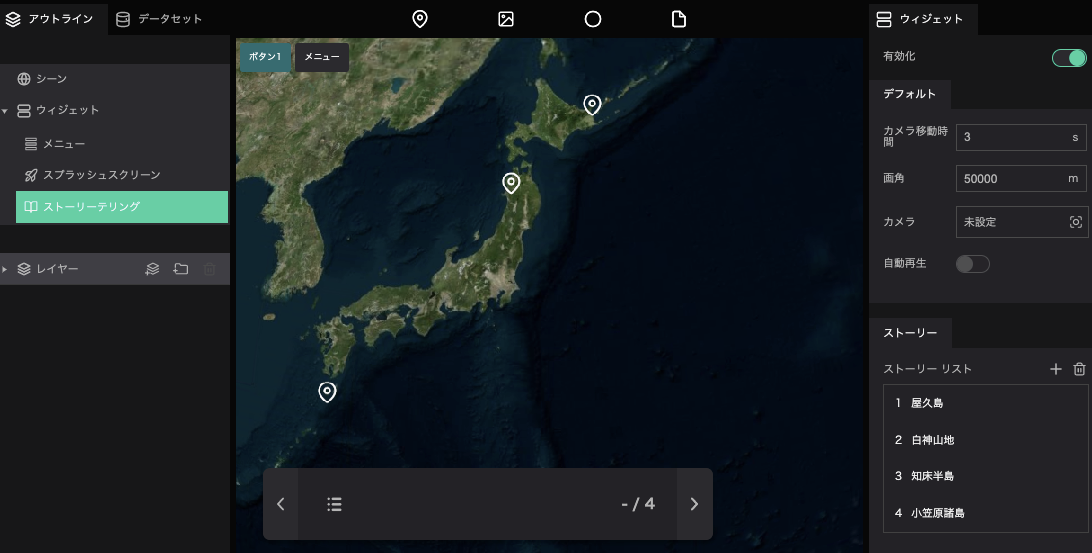 アウトライン
データセット
シーン
ウィジェット
メニュー
スプラッシュスクリーン
ストーリーテリング
レイヤー
ボタン1
メニュー
- / 4
ウィジェット
有効化
デフォルト
カメラ移動時
間
3
s
画角
50000
m
カメラ
未設定
自動再生
ストーリー
ストーリー リスト
1 屋久島
2 白神山地
3 知床半島
4 小笠原諸島